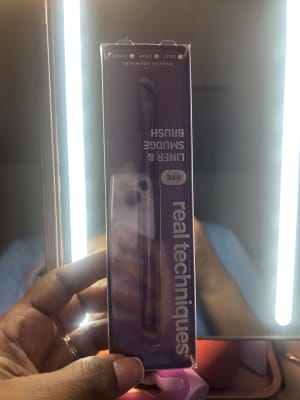 real techniques
EYE
LINER &
SMUDGE
BRUSH